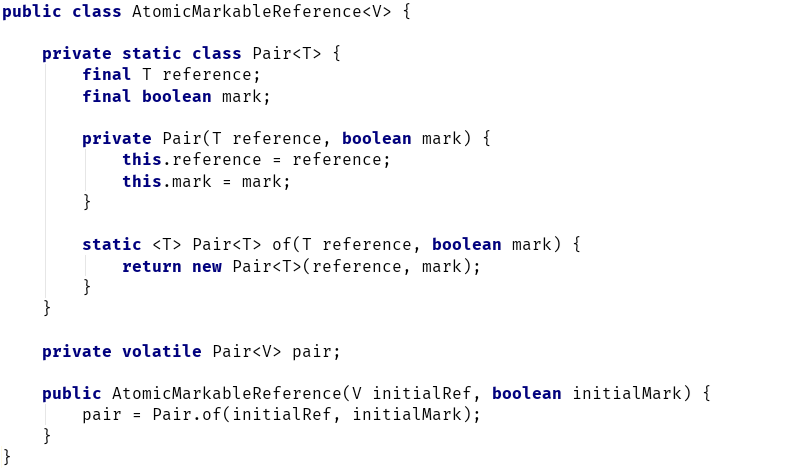 public class AtomicMarkableReference<V> {

    private static class Pair<T> {
        final T reference;
        final boolean mark;

        private Pair(T reference, boolean mark) {
            this.reference = reference;
            this.mark = mark;
        }

        static <T> Pair<T> of(T reference, boolean mark) {
            return new Pair<T>(reference, mark);
        }
    }

    private volatile Pair<V> pair;

    public AtomicMarkableReference(V initialRef, boolean initialMark) {
        pair = Pair.of(initialRef, initialMark);
    }
}